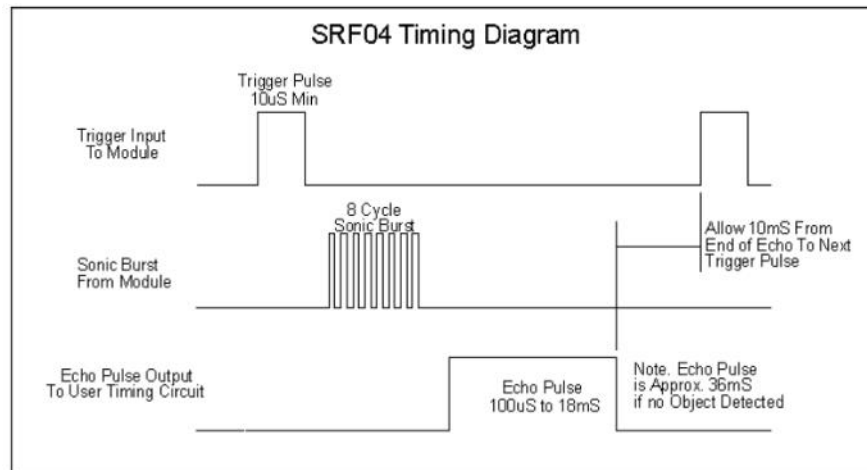 SRF04 Timing Diagram
Trigger Pulse
10uS Min
Trigger Input
To Module
8 Cycle
Sonic Burst
Allow 10mS From
End of Echo To Next
Trigger Pulse
Sonic Burst
From Module
Echo Pulse Output
To User Timing Circuit
Echo Pulse
100uS to 18mS
Note. Echo Pulse
is Approx. 36mS
if no Object Detected